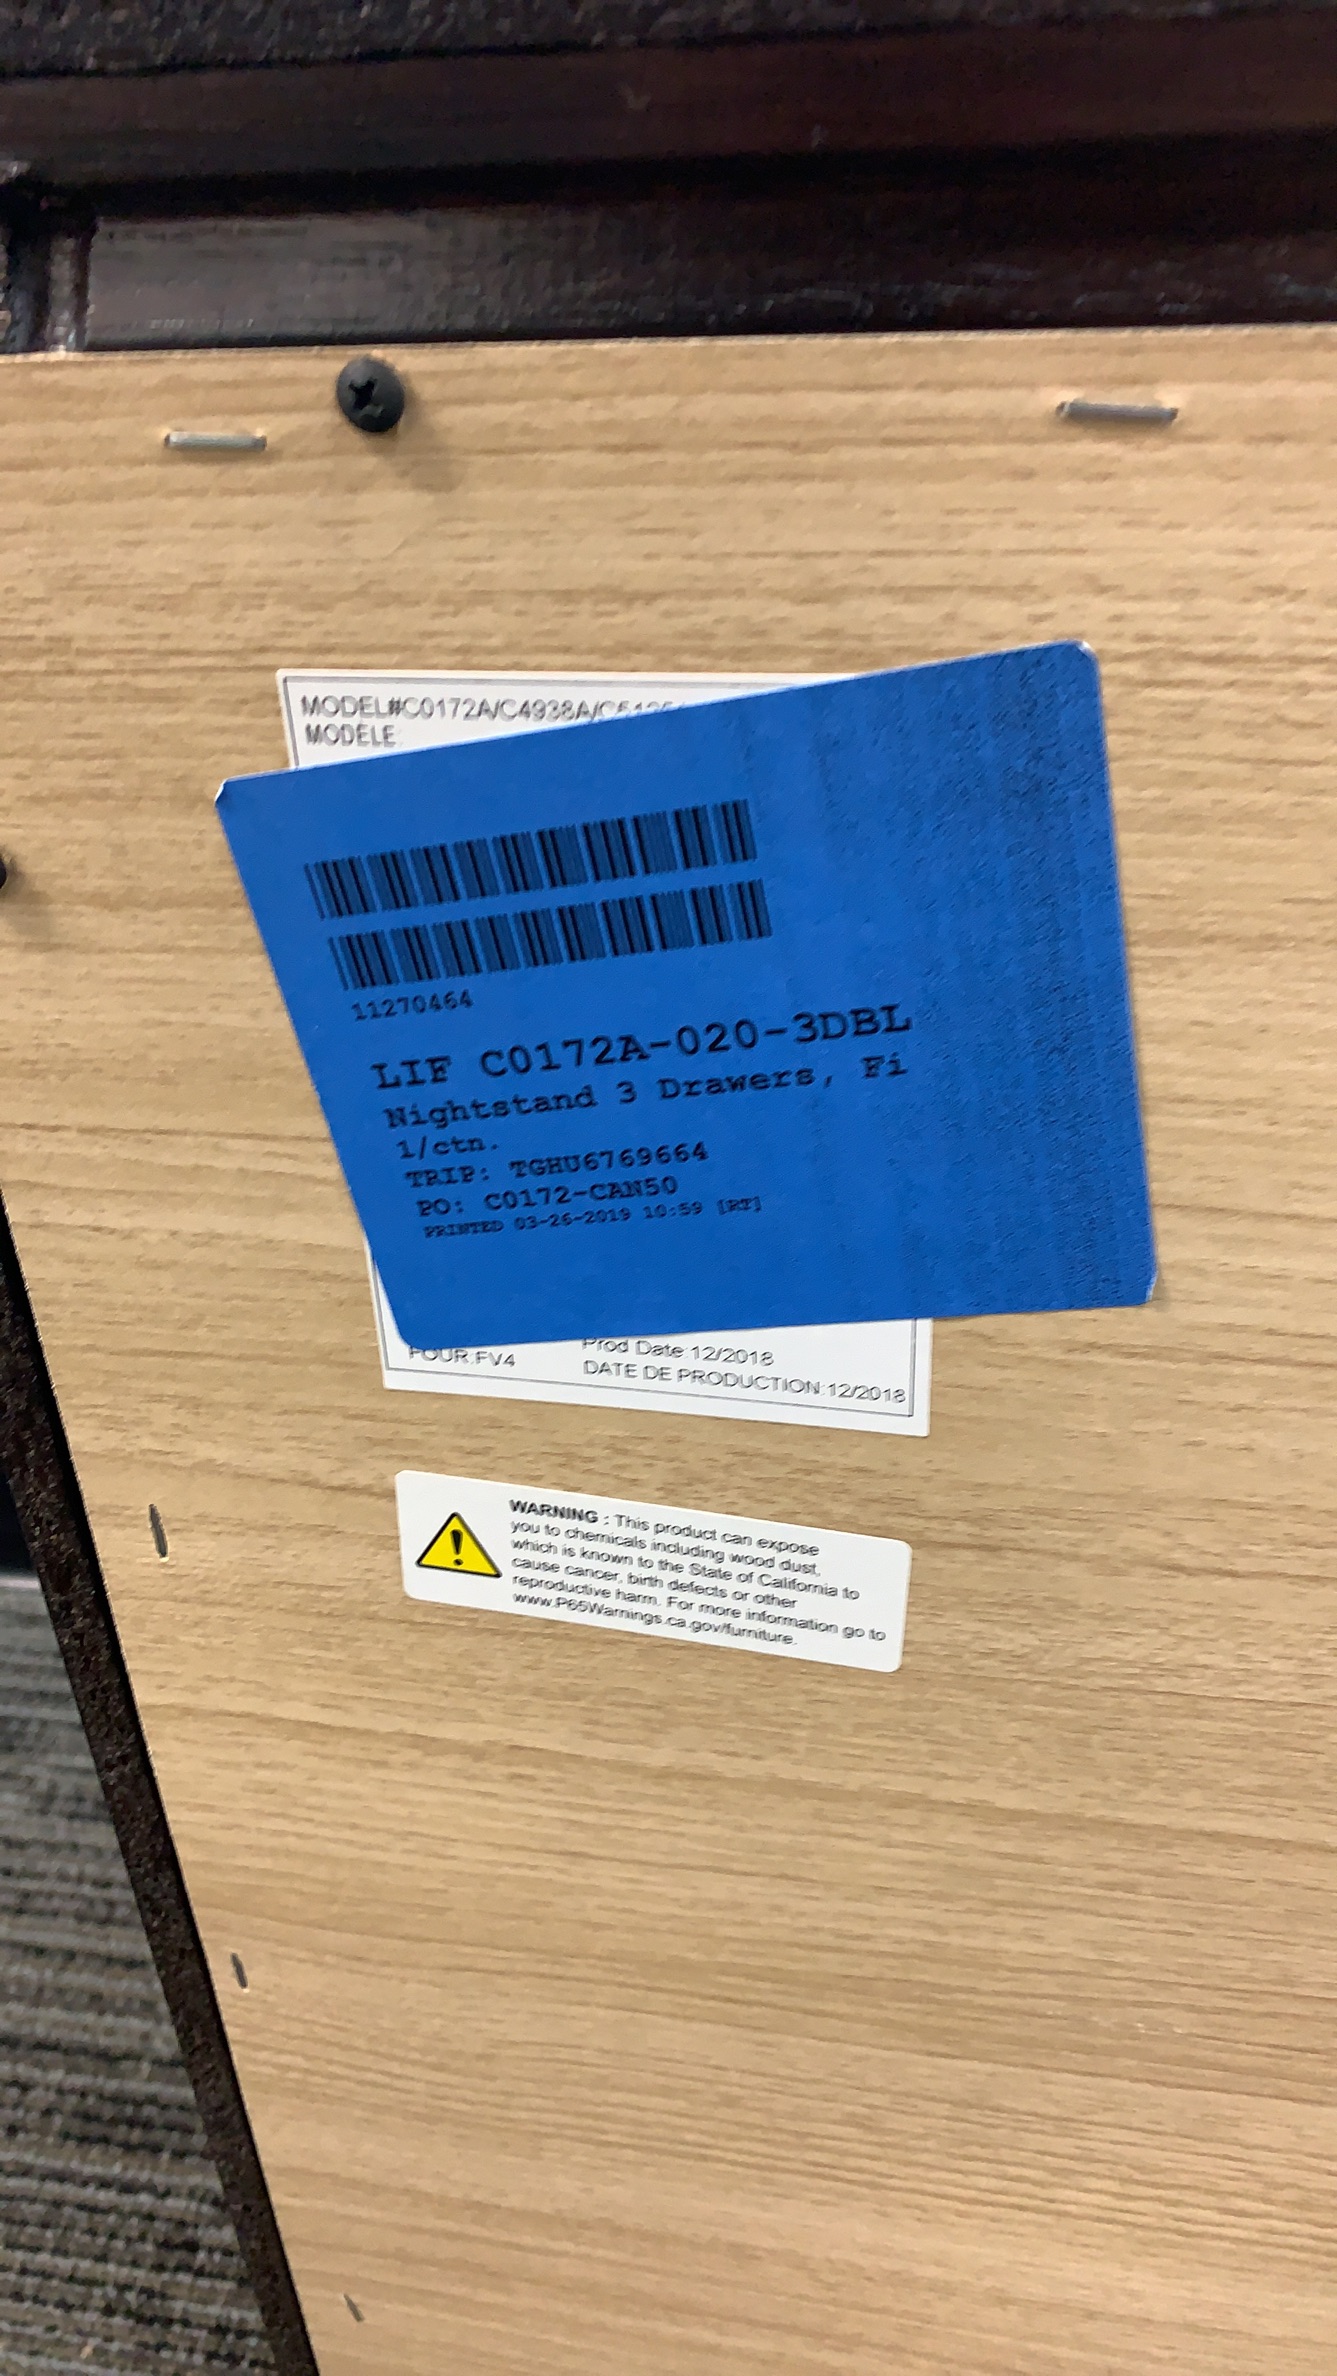 MODEL#C0172A/C4938A/
MODÈLE
11270464
LIF C0172A-020-3DBL
Nightstand 3 Drawers, Fi
1/ctn.
TRIP: TGHU6769664
PO: C0172-CAN50
PRINTED 03-26-2019 10:59 [RT]
FOUR:FV4
Prod Date:12/2018
DATE DE PRODUCTION:12/2018
WARNING : This product can expose
you to chemicals including wood dust,
which is known to the State of California to
cause cancer, birth defects or other
reproductive harm. For more information go to
www.P65Warnings.ca.gov/furniture.